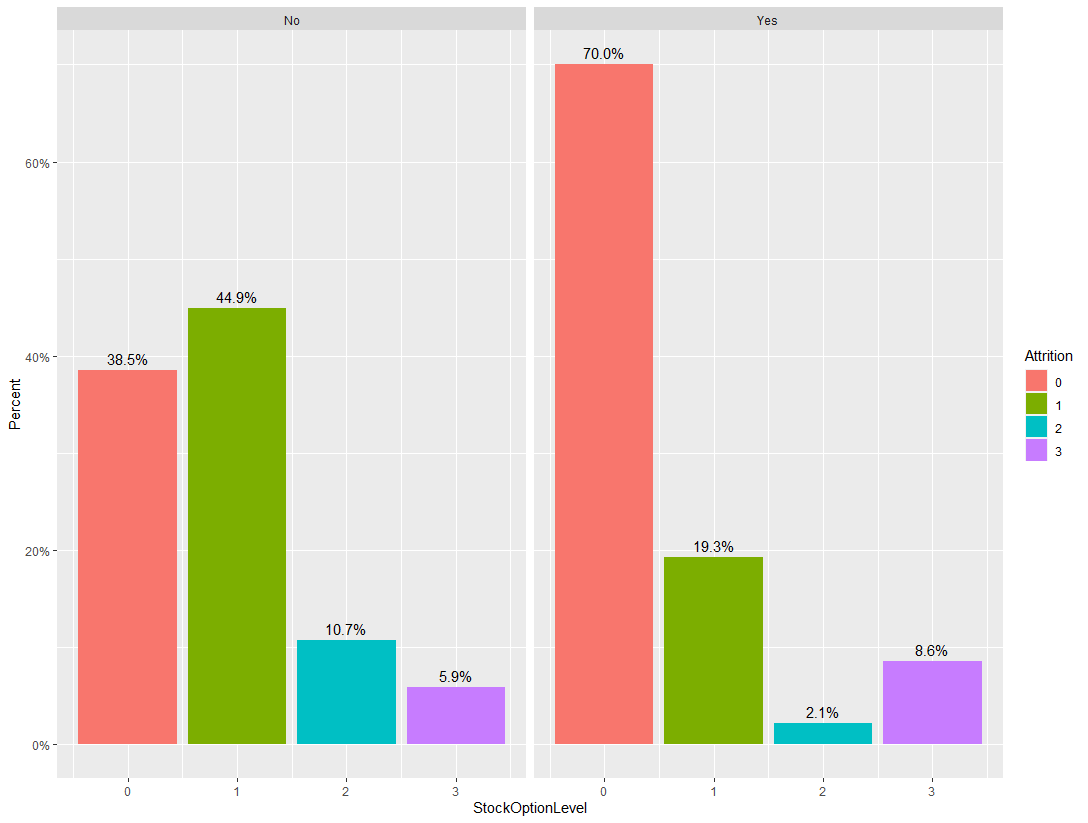 No
Yes
70.0%
60%
44.9%
38.5%
40%
Attrition
0
1
2
3
Percent
20%
19.3%
10.7%
5.9%
8.6%
2.1%
0%
0 1 2 3 0 1 2 3
StockOptionLevel